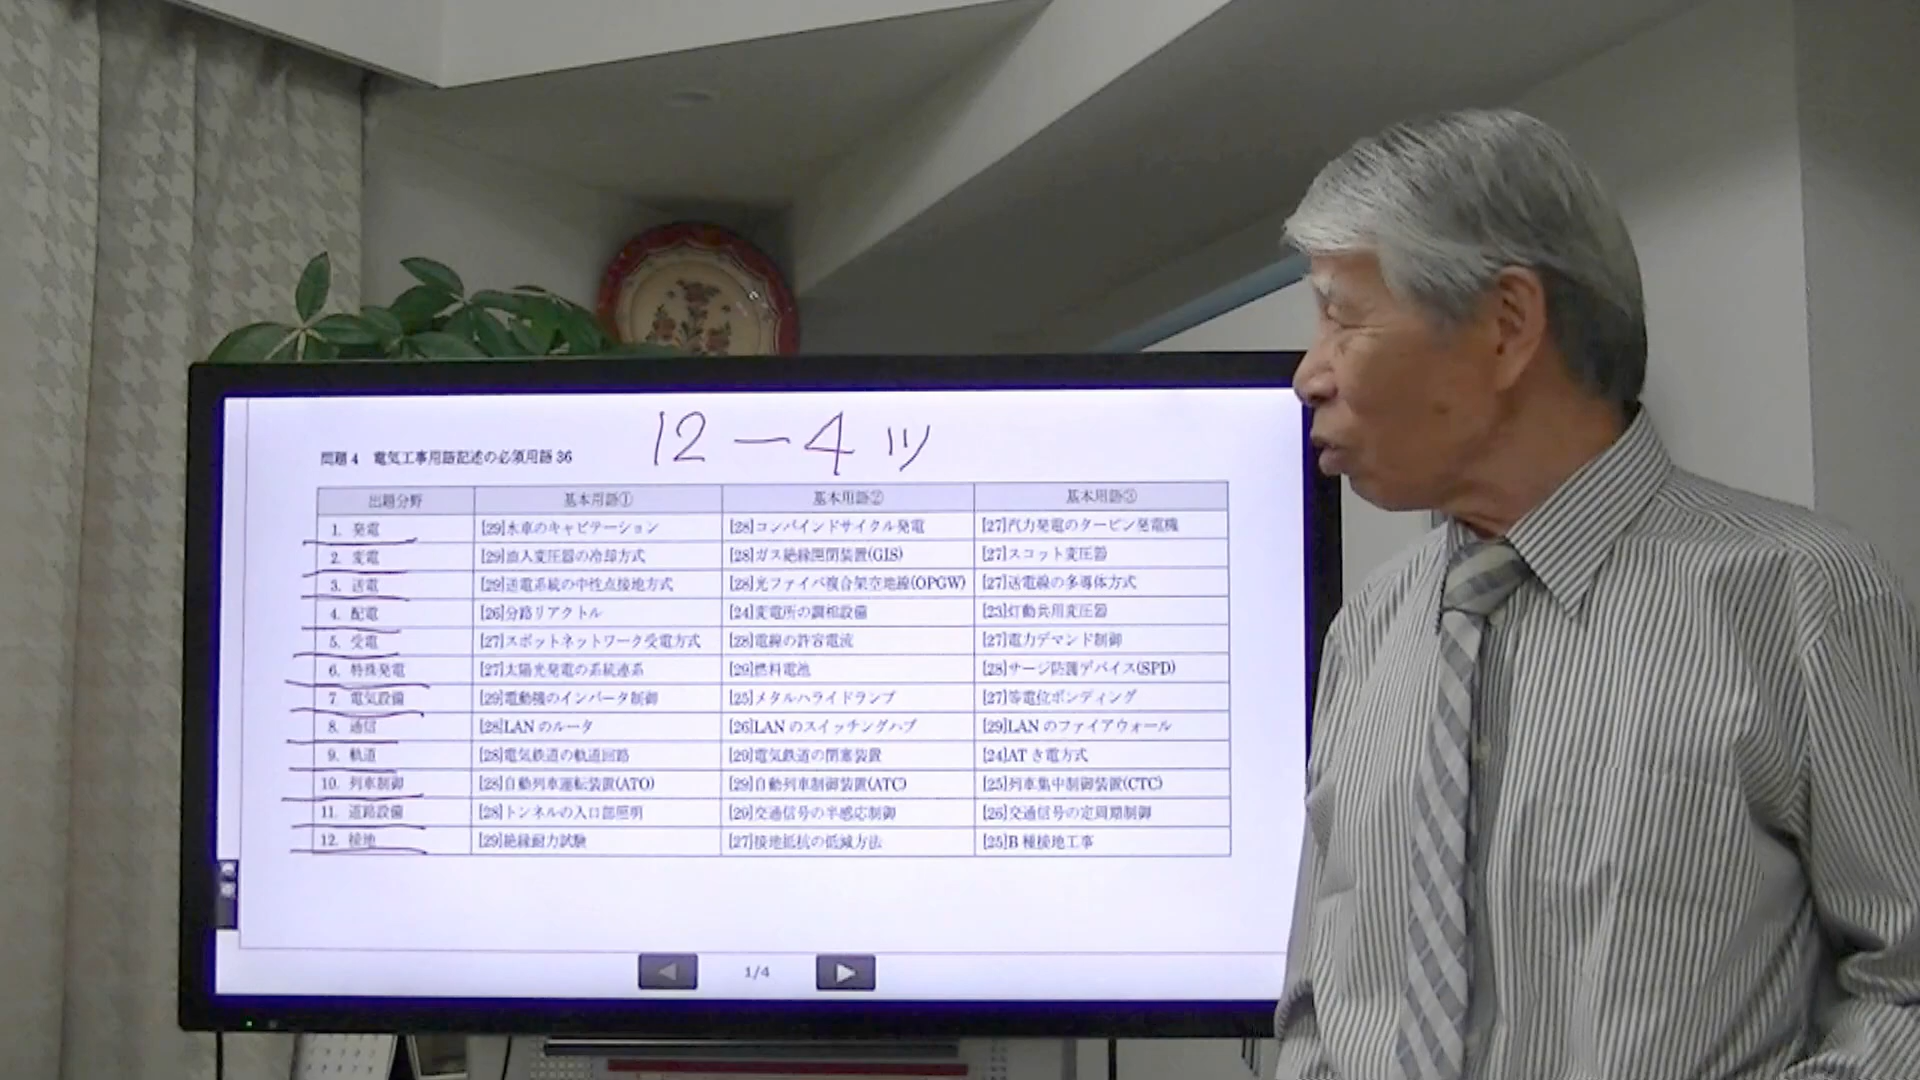 12 — 4ツ
問題4 電気工事用語記述の必須用語36
出題分野 基本用語① 基本用語② 基本用語③
1. 発電 [29]水車のキャビテーション [28]コンバインドサイクル発電 [27]汽力発電のタービン発電機
2. 変電 [29]油入変圧器の冷却方式 [28]ガス絶縁開閉装置(GIS) [27]スコット変圧器
3. 送電 [29]送電系統の中性点接地方式 [28]光ファイバ複合架空地線(OPGW) [27]送電線の多導体方式
4. 配電 [26]分路リアクトル [24]変電所の調相設備 [23]灯動共用変圧器
5. 受電 [27]スポットネットワーク受電方式 [28]電線の許容電流 [27]電力デマンド制御
6. 特殊発電 [27]太陽光発電の系統連系 [29]燃料電池 [28]サージ防護デバイス(SPD)
7 電気設備 [29]電動機のインバータ制御 [25]メタルハライドランプ [27]等電位ボンディング
8. 通信 [28]LANのルータ [26]LANのスイッチングハブ [29]LANのファイアウォール
9. 軌道 [28]電気鉄道の軌道回路 [29]電気鉄道の閉塞装置 [24]ATき電方式
10. 列車制御 [28]自動列車運転装置(ATO) [29]自動列車制御装置(ATC) [25]列車集中制御装置(CTC)
11. 道路設備 [28]トンネルの入口部照明 [29]交通信号の半感応制御 [26]交通信号の定周期制御
12. 接地 [29]絶縁耐力試験 [27]接地抵抗の低減方法 [25]B種接地工事
1/4